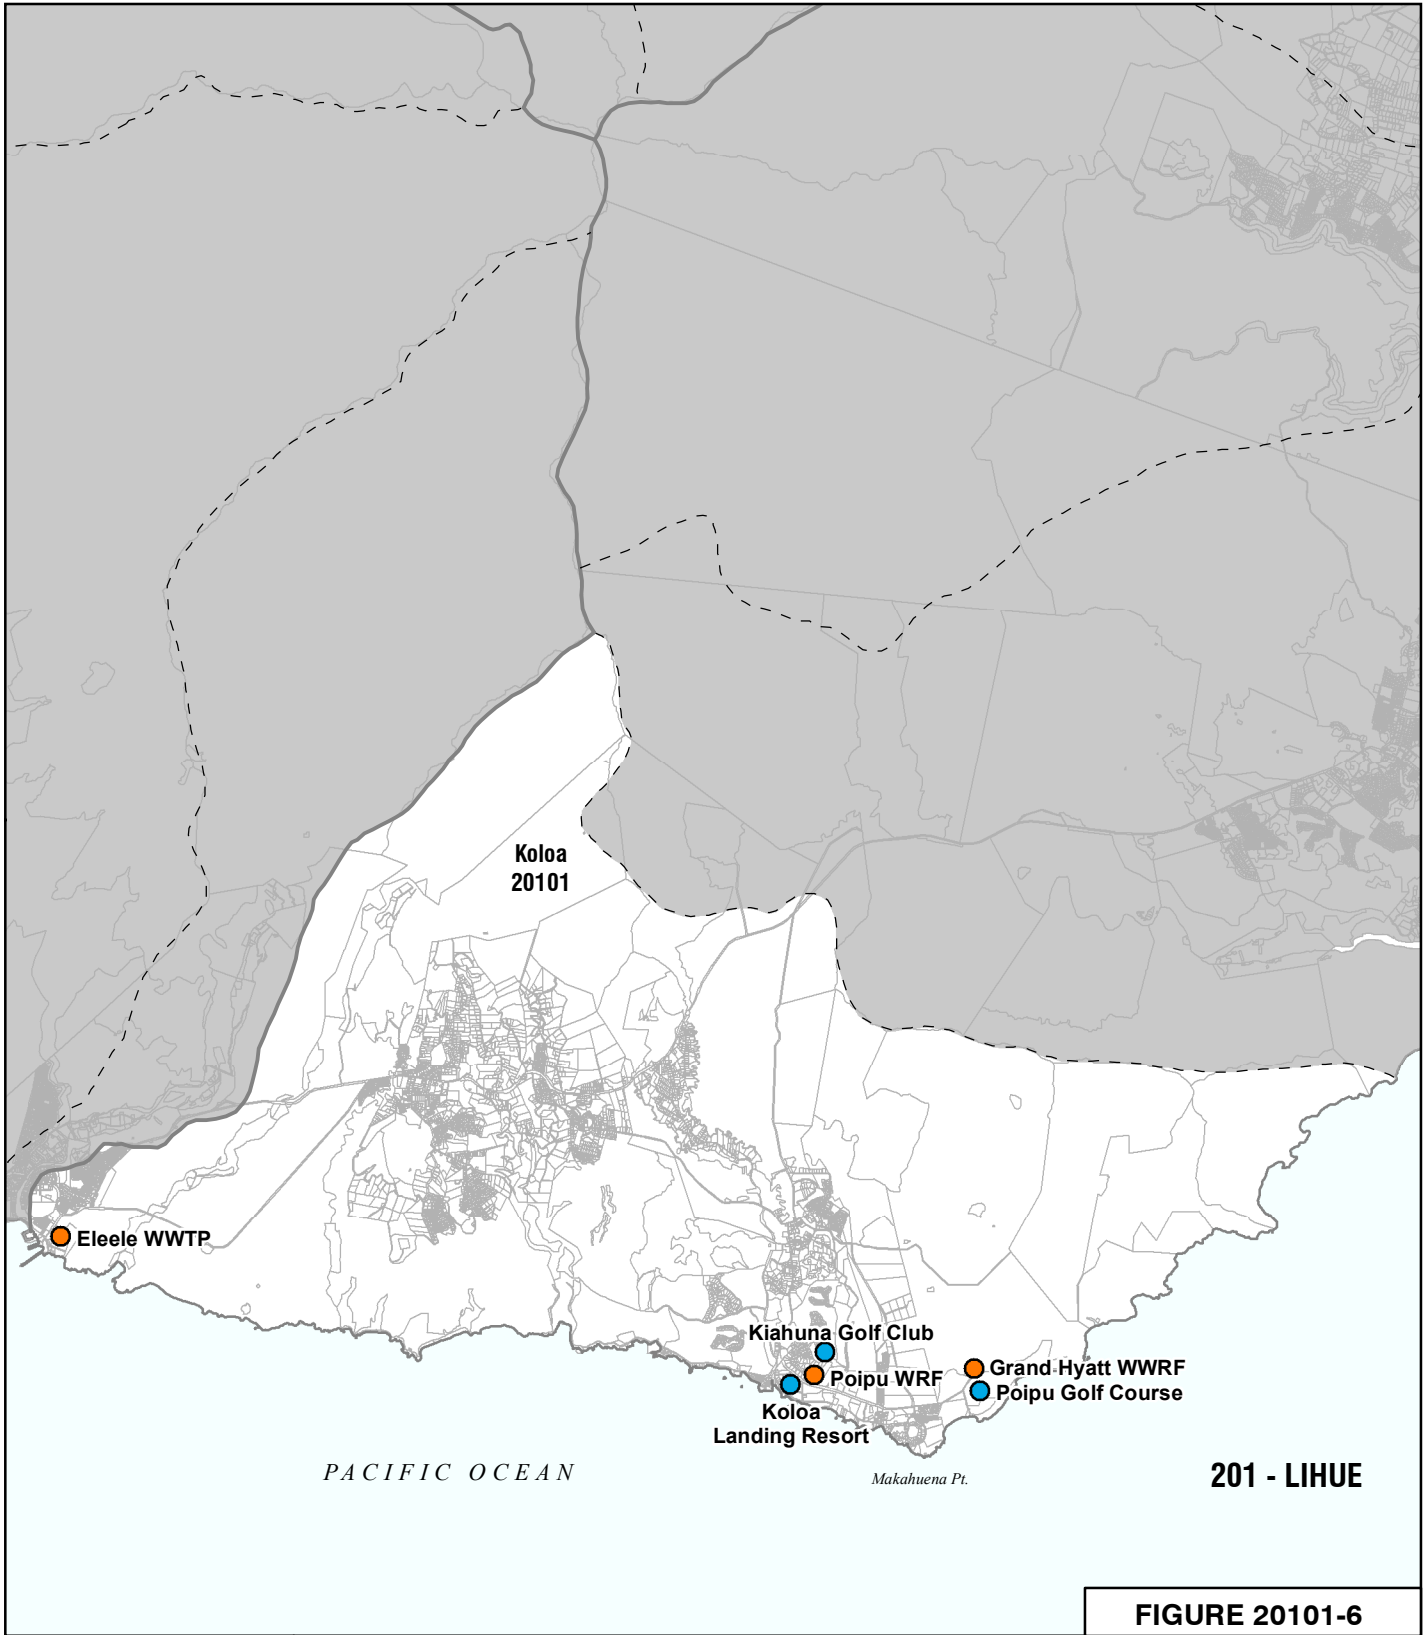 Koloa
20101
Eleele WWTP
Kiahuna Golf Club
Poipu WRF
Grand Hyatt WWRF
Poipu Golf Course
Koloa
Landing Resort
PACIFIC OCEAN
Makahuena Pt.
201 - LIHUE
FIGURE 20101-6